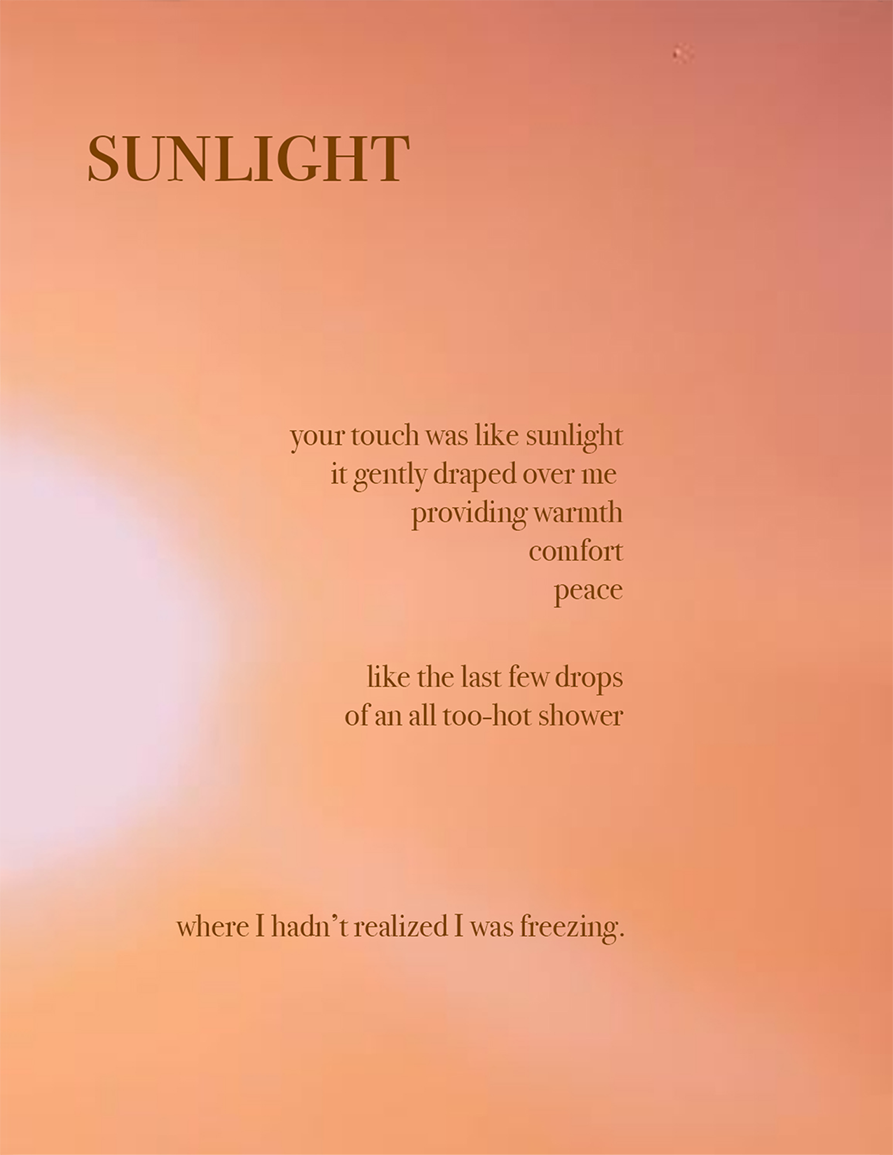 SUNLIGHT
your touch was like sunlight
it gently draped over me
providing warmth
comfort
peace
like the last few drops
of an all too-hot shower
where I hadn’t realized I was freezing.